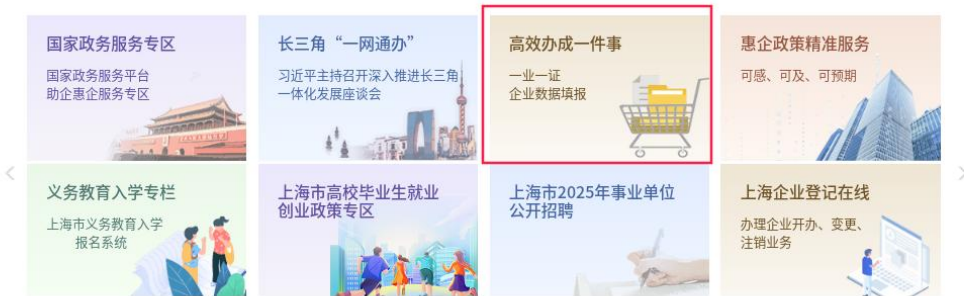 国家政务服务专区
国家政务服务平台
助企惠企服务专区
长三角“一网通办”
习近平主持召开深入推进长三角
一体化发展座谈会
高效办成一件事
一业一证
企业数据填报
惠企政策精准服务
可感、可及、可预期
义务教育入学专栏
上海市义务教育入学
报名系统
上海市高校毕业生就业
创业政策专区
上海市2025年事业单位
公开招聘
上海企业登记在线
办理企业开办、变更、
注销业务